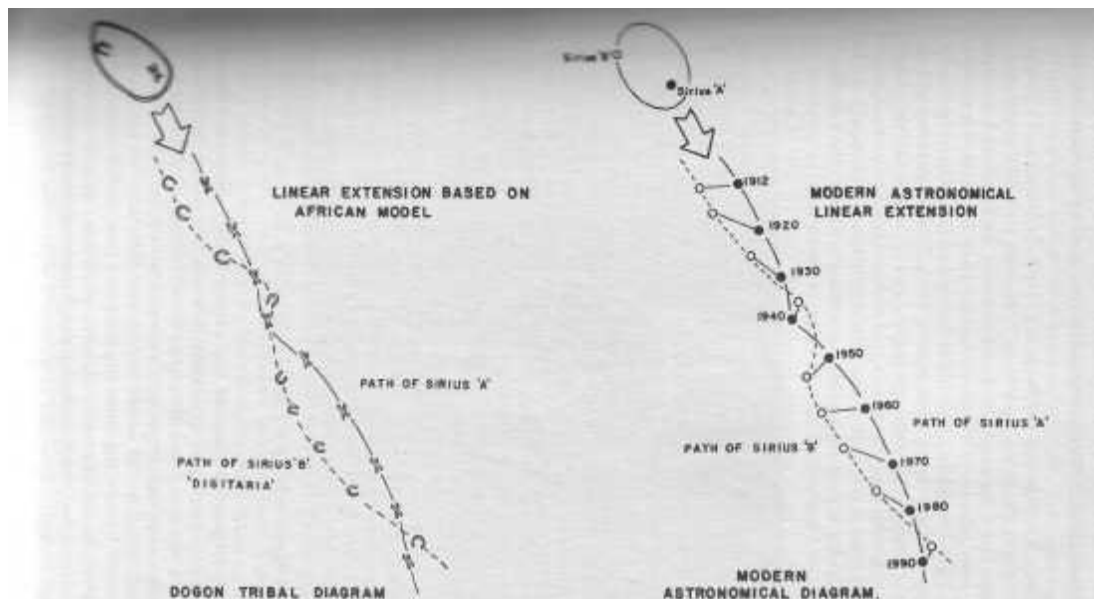 Sirius 'B'
Sirius 'A'
LINEAR EXTENSION BASED ON
AFRICAN MODEL
PATH OF SIRIUS 'A'
PATH OF SIRIUS 'B'
'DIGITARIA'
DOGON TRIBAL DIAGRAM
1912
MODERN ASTRONOMICAL
LINEAR EXTENSION
1920
1930
1940
1950
1960
PATH OF SIRIUS 'A'
PATH OF SIRIUS 'B'
1970
1980
1990
MODERN
ASTRONOMICAL DIAGRAM.